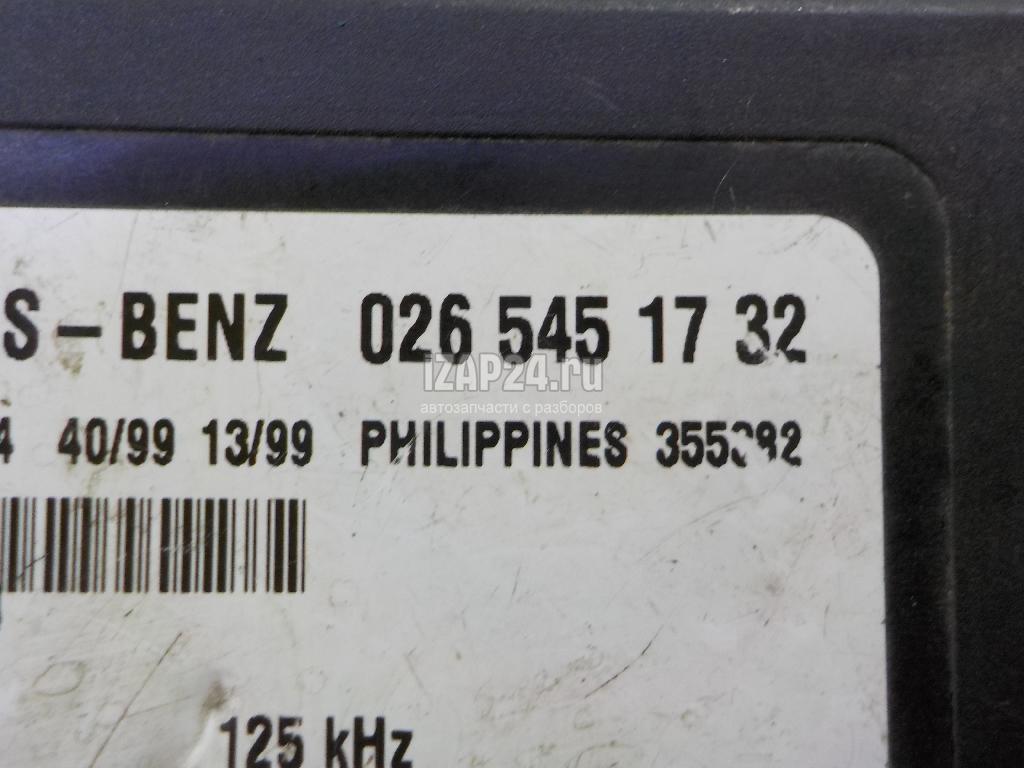 S-BENZ 026 545 17 32
iZAP24.ru
автозапчасти с разборов
4 40/99 13/99 PHILIPPINES
125 kHz